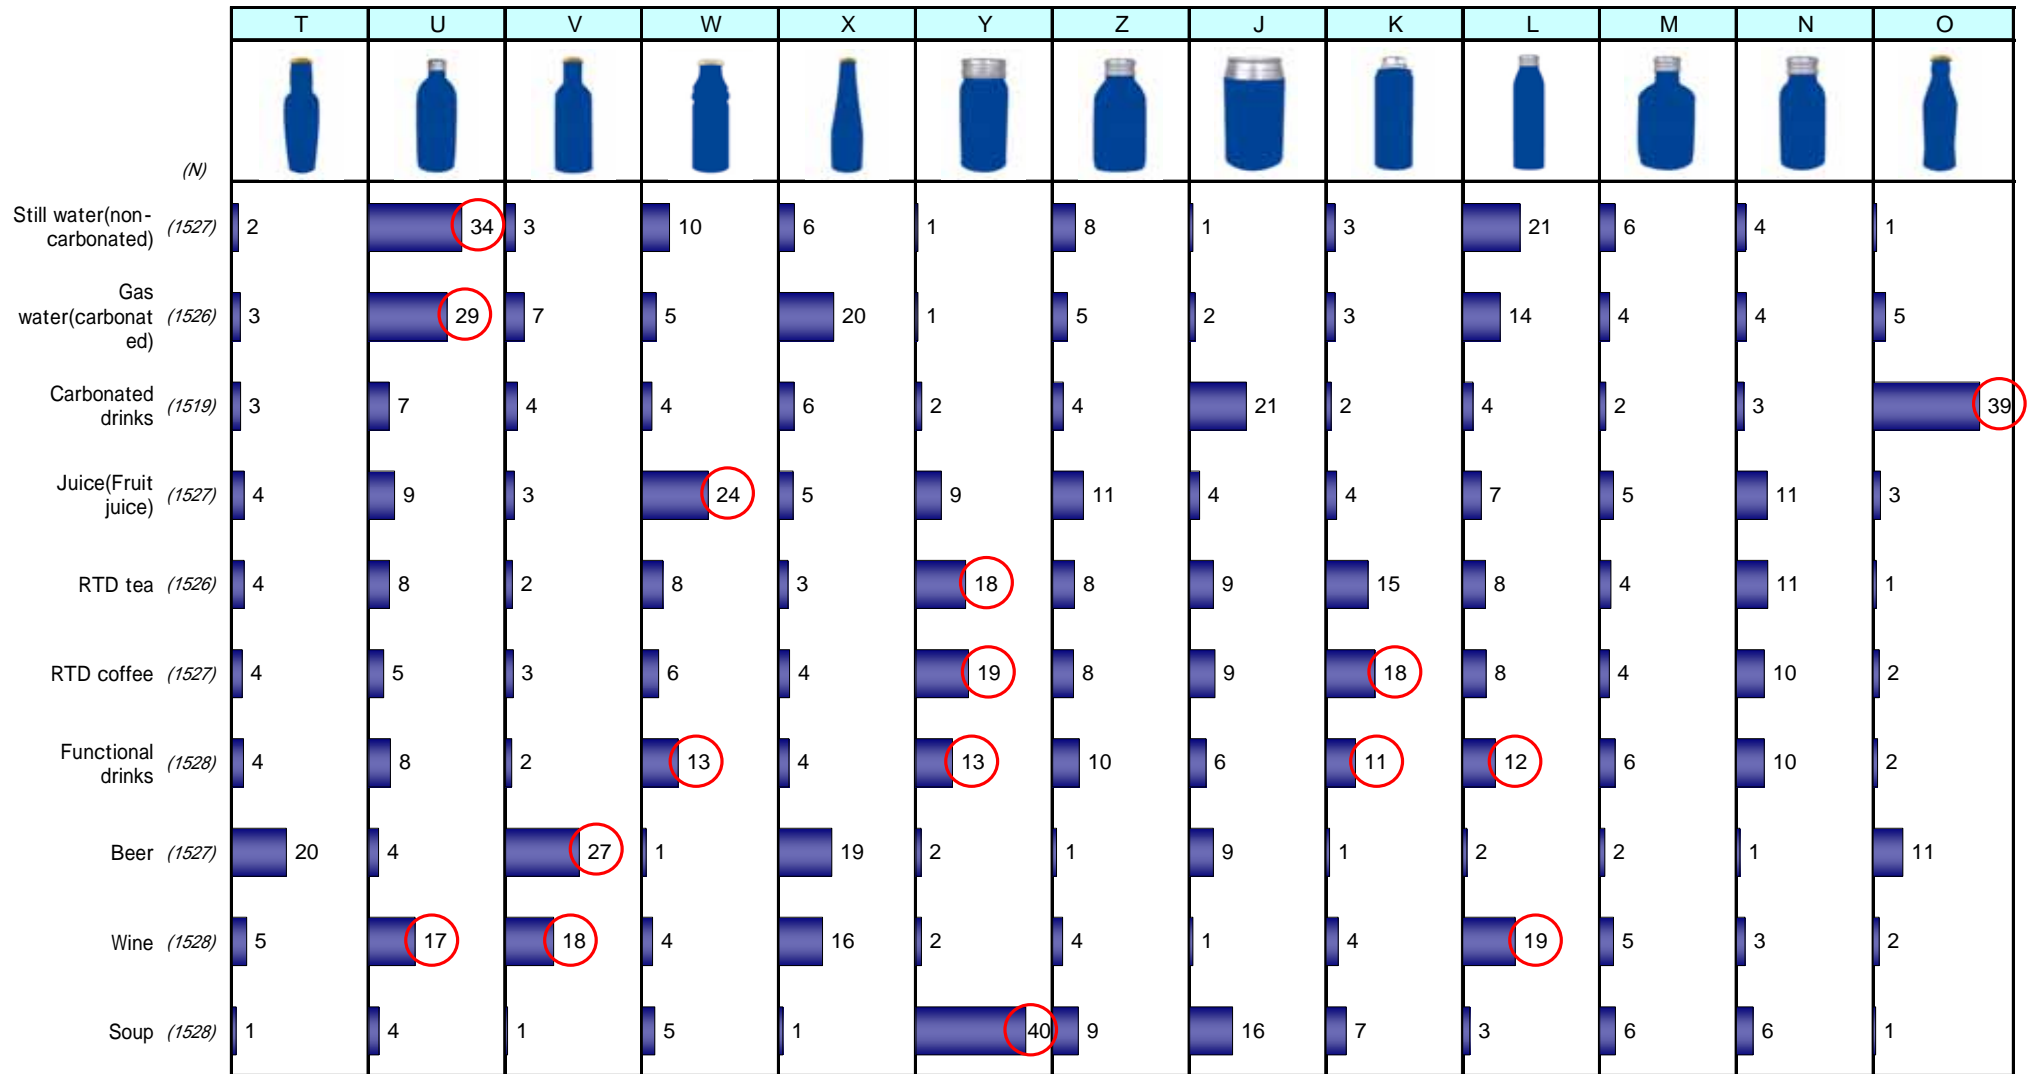 T U V W X Y Z J K L M N O
(N)
Still water(non-
carbonated) (1527) 2 34 3 10 6 1 8 1 3 21 6 4 1
Gas
water(carbonat (1526) 3 29 7 5 20 1 5 2 3 14 4 4 5
ed)
Carbonated
drinks (1519) 3 7 4 4 6 2 4 21 2 4 2 3 39
Juice(Fruit
juice) (1527) 4 9 3 24 5 9 11 4 4 7 5 11 3
RTD tea (1526) 4 8 2 8 3 18 8 9 15 8 4 11 1
RTD coffee (1527) 4 5 3 6 4 19 8 9 18 8 4 10 2
Functional
drinks (1528) 4 8 2 13 4 13 10 6 11 12 6 10 2
Beer (1527) 20 4 27 1 19 2 1 9 1 2 2 1 11
Wine (1528) 5 17 18 4 16 2 4 1 4 19 5 3 2
Soup (1528) 1 4 1 5 1 40 9 16 7 3 6 6 1